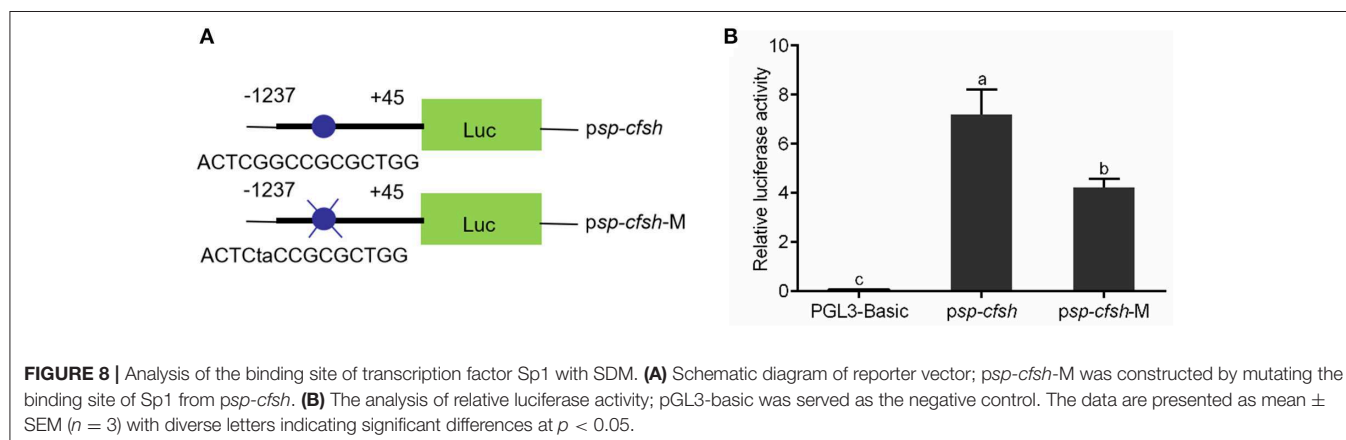 A
-1237 +45
Luc
psp-cfsh
ACTCGGCCGCGCTGG
-1237 +45
Luc
psp-cfsh-M
ACTCtaCCGCGCTGG
B
Relative luciferase activity
10
8
6
4
2
0
c
a
b
PGL3-Basic psp-cfsh psp-cfsh-M
FIGURE 8 | Analysis of the binding site of transcription factor Sp1 with SDM. (A) Schematic diagram of reporter vector; psp-cfsh-M was constructed by mutating the
binding site of Sp1 from psp-cfsh. (B) The analysis of relative luciferase activity; pGL3-basic was served as the negative control. The data are presented as mean ±
SEM (n = 3) with diverse letters indicating significant differences at p < 0.05.